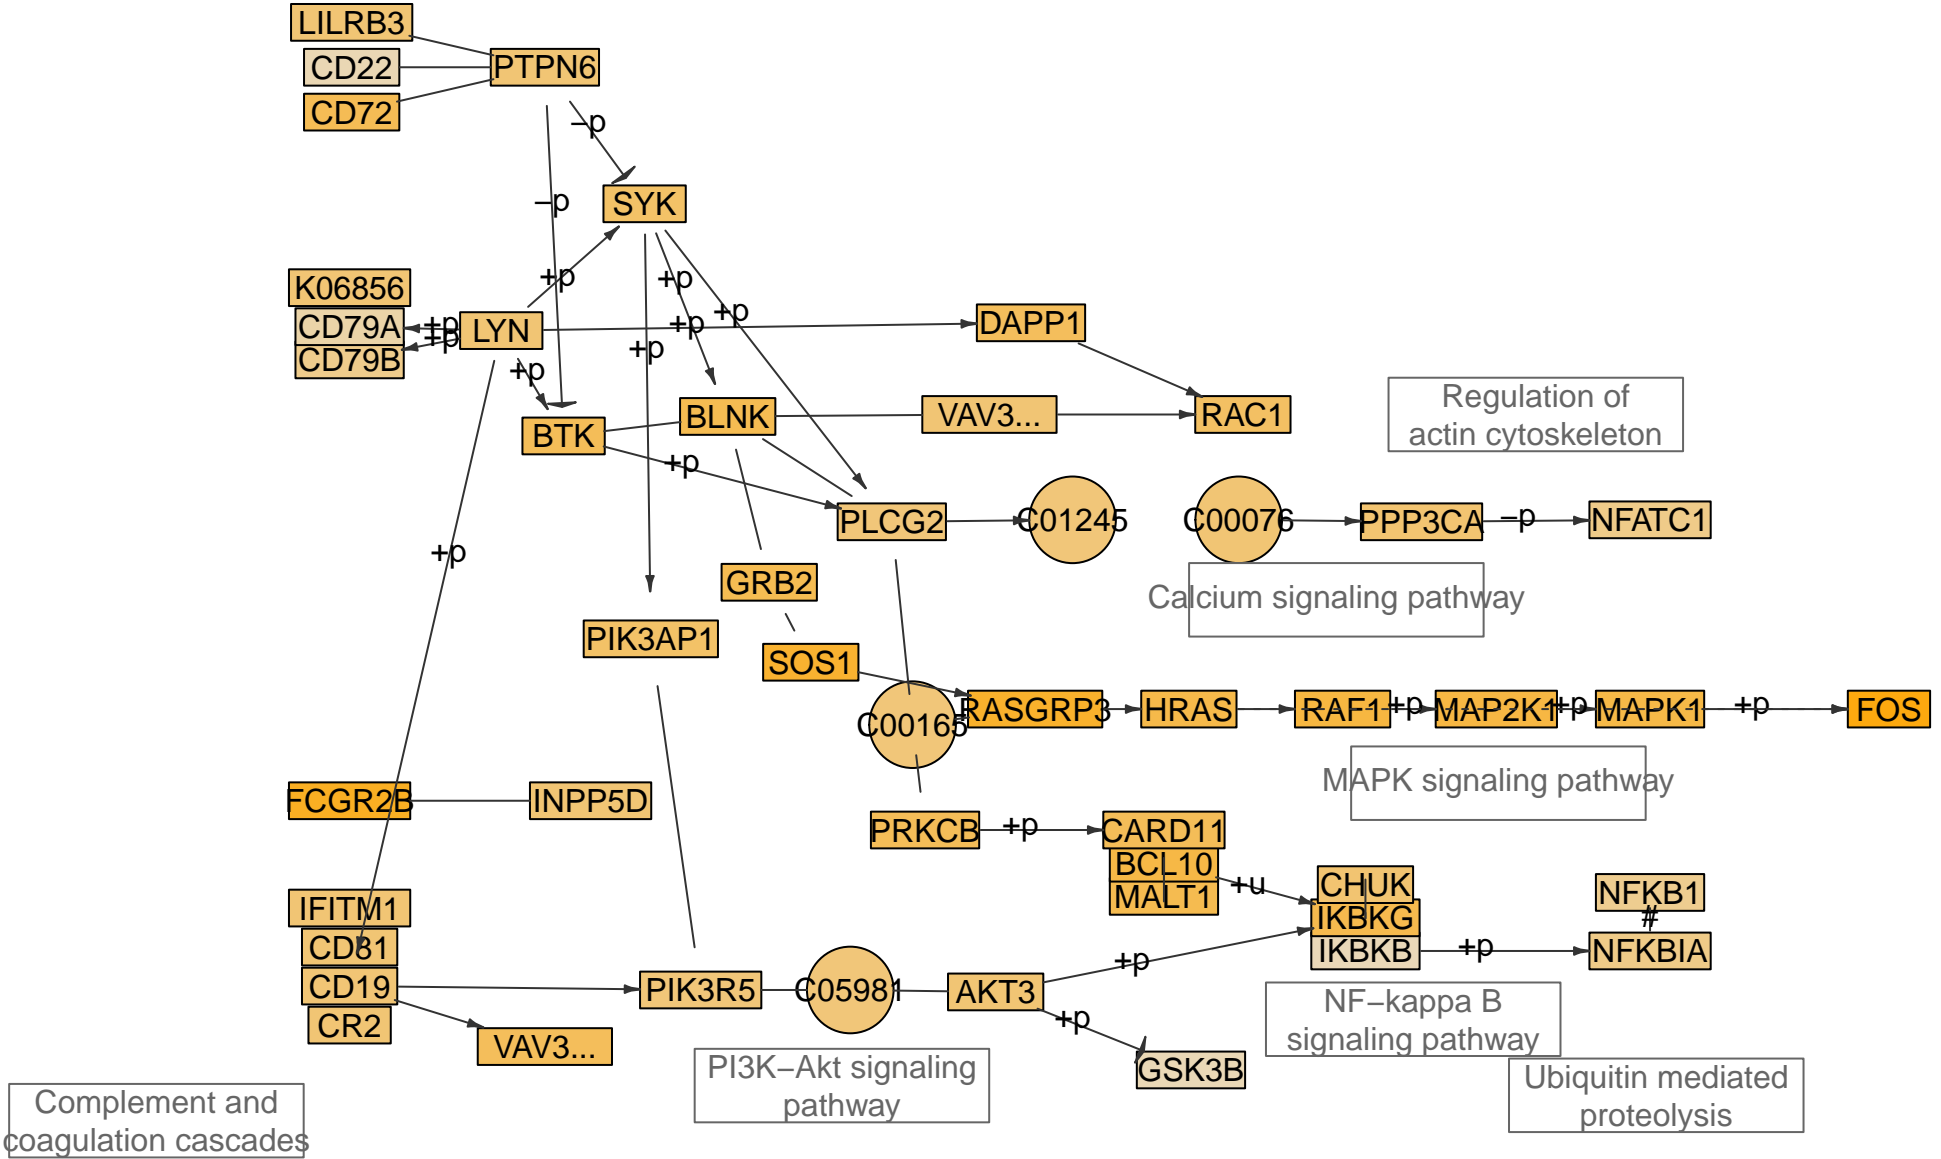 LILRB3
CD22
PTPN6
CD72
−p
SYK
−p
+p
+p
K06856
CD79A
+p
LYN
+p
+p
DAPP1
CD79B
+p
+p
+p
BTK
BLNK
VAV3...
RAC1
Regulation of
actin cytoskeleton
+p
PLCG2
C01245
C00076
PPP3CA
−p
NFATC1
+p
GRB2
Calcium signaling pathway
PIK3AP1
SOS1
C00165
RASGRP3
HRAS
RAF1
+p
MAP2K1
+p
MAPK1
+p
FOS
MAPK signaling pathway
FCGR2B
INPP5D
PRKCB
+p
CARD11
BCL10
MALT1
+u
CHUK
IKBKG
IKBKB
+p
NFKB1
#
NFKBIA
IFITM1
CD81
CD19
CR2
VAV3...
PIK3R5
C05981
AKT3
+p
+p
GSK3B
NF−kappa B
signaling pathway
PI3K−Akt signaling
pathway
Ubiquitin mediated
proteolysis
Complement and
coagulation cascades